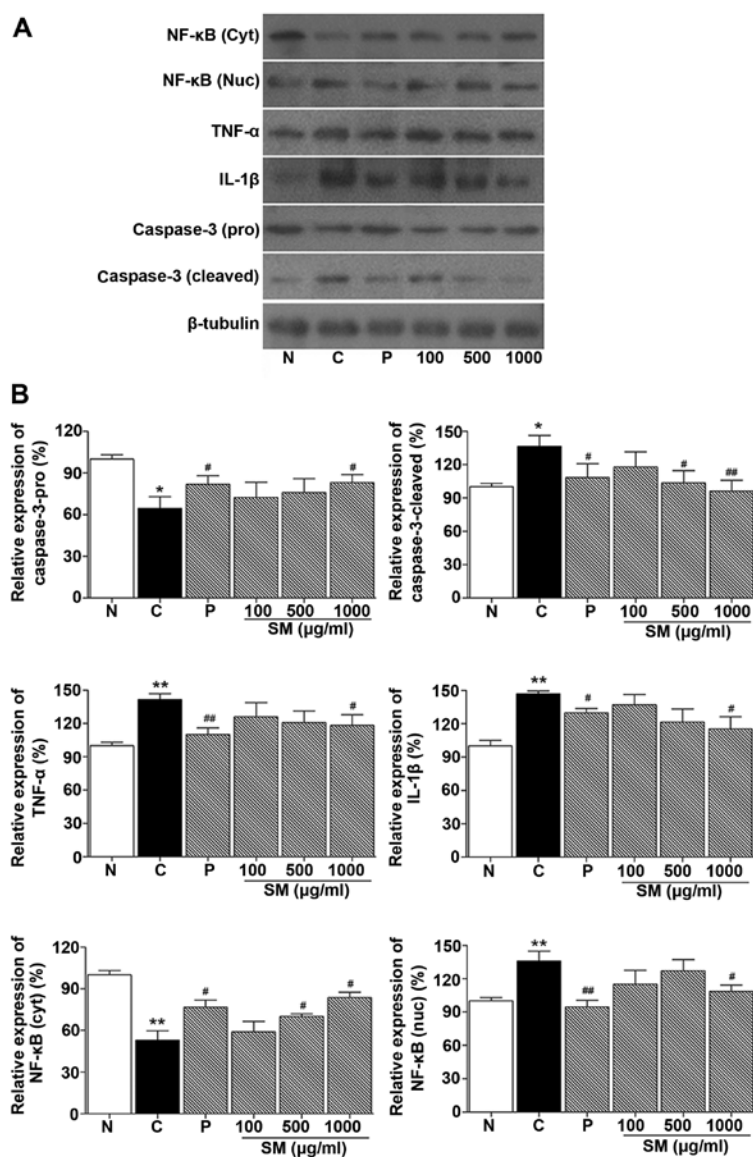 A
NF-κB (Cyt)
NF-κB (Nuc)
TNF-α
IL-1β
Caspase-3 (pro)
Caspase-3 (cleaved)
β-tubulin
N C P 100 500 1000
B
Relative expression of
caspase-3-pro (%)
120
90
60
30
0
*
#
#
N C P 100 500 1000
SM (μg/ml)
Relative expression of
caspase-3-cleaved (%)
150
120
90
60
30
0
*
#
#
##
N C P 100 500 1000
SM (μg/ml)
Relative expression of
TNF-α (%)
150
120
90
60
30
0
**
##
#
N C P 100 500 1000
SM (μg/ml)
Relative expression of
IL-1β (%)
150
120
90
60
30
0
**
#
#
N C P 100 500 1000
SM (μg/ml)
Relative expression of
NF-κB (cyt) (%)
120
90
60
30
0
**
#
#
#
N C P 100 500 1000
SM (μg/ml)
Relative expression of
NF-κB (nuc) (%)
150
120
90
60
30
0
**
##
#
N C P 100 500 1000
SM (μg/ml)